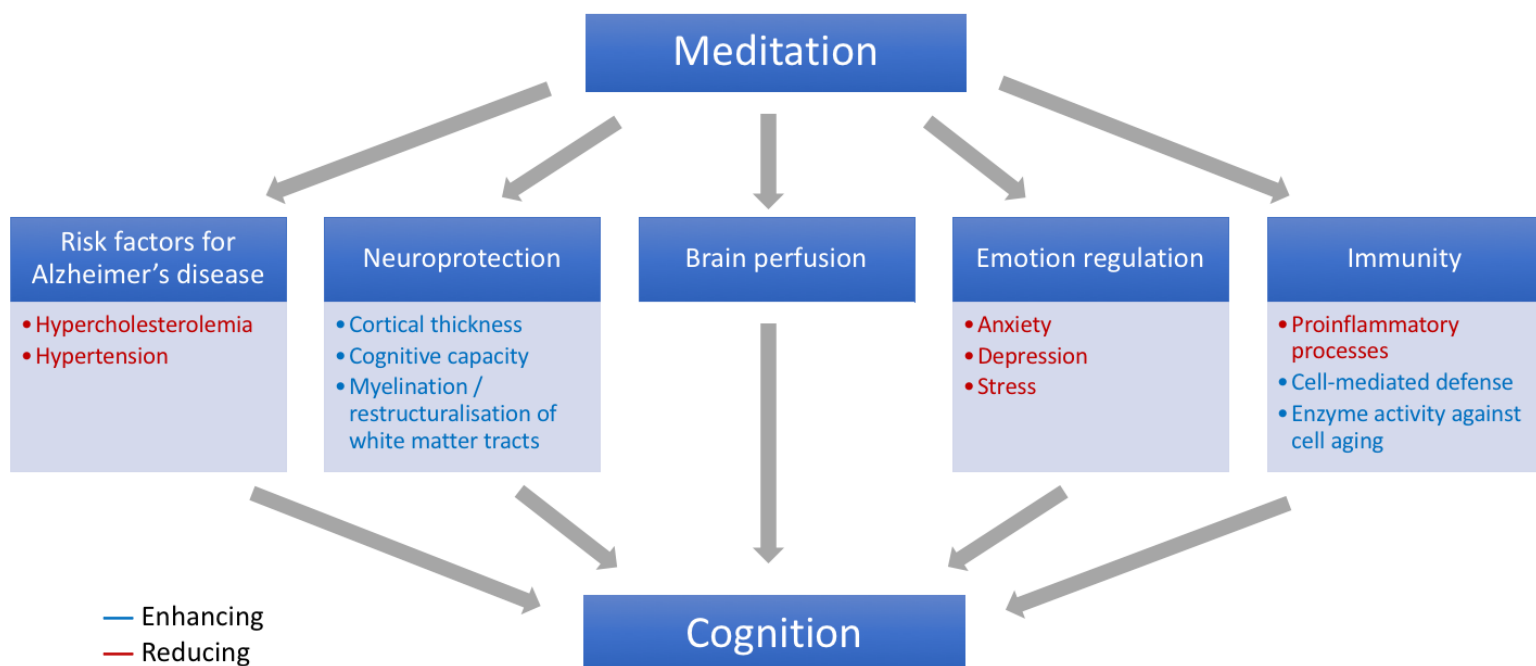 Meditation
Risk factors for
Alzheimer's disease
• Hypercholesterolemia
• Hypertension
Neuroprotection
• Cortical thickness
• Cognitive capacity
• Myelination /
restructuralisation of
white matter tracts
Brain perfusion
Emotion regulation
• Anxiety
• Depression
• Stress
Immunity
• Proinflammatory
processes
• Cell-mediated defense
• Enzyme activity against
cell aging
Cognition
Enhancing
Reducing